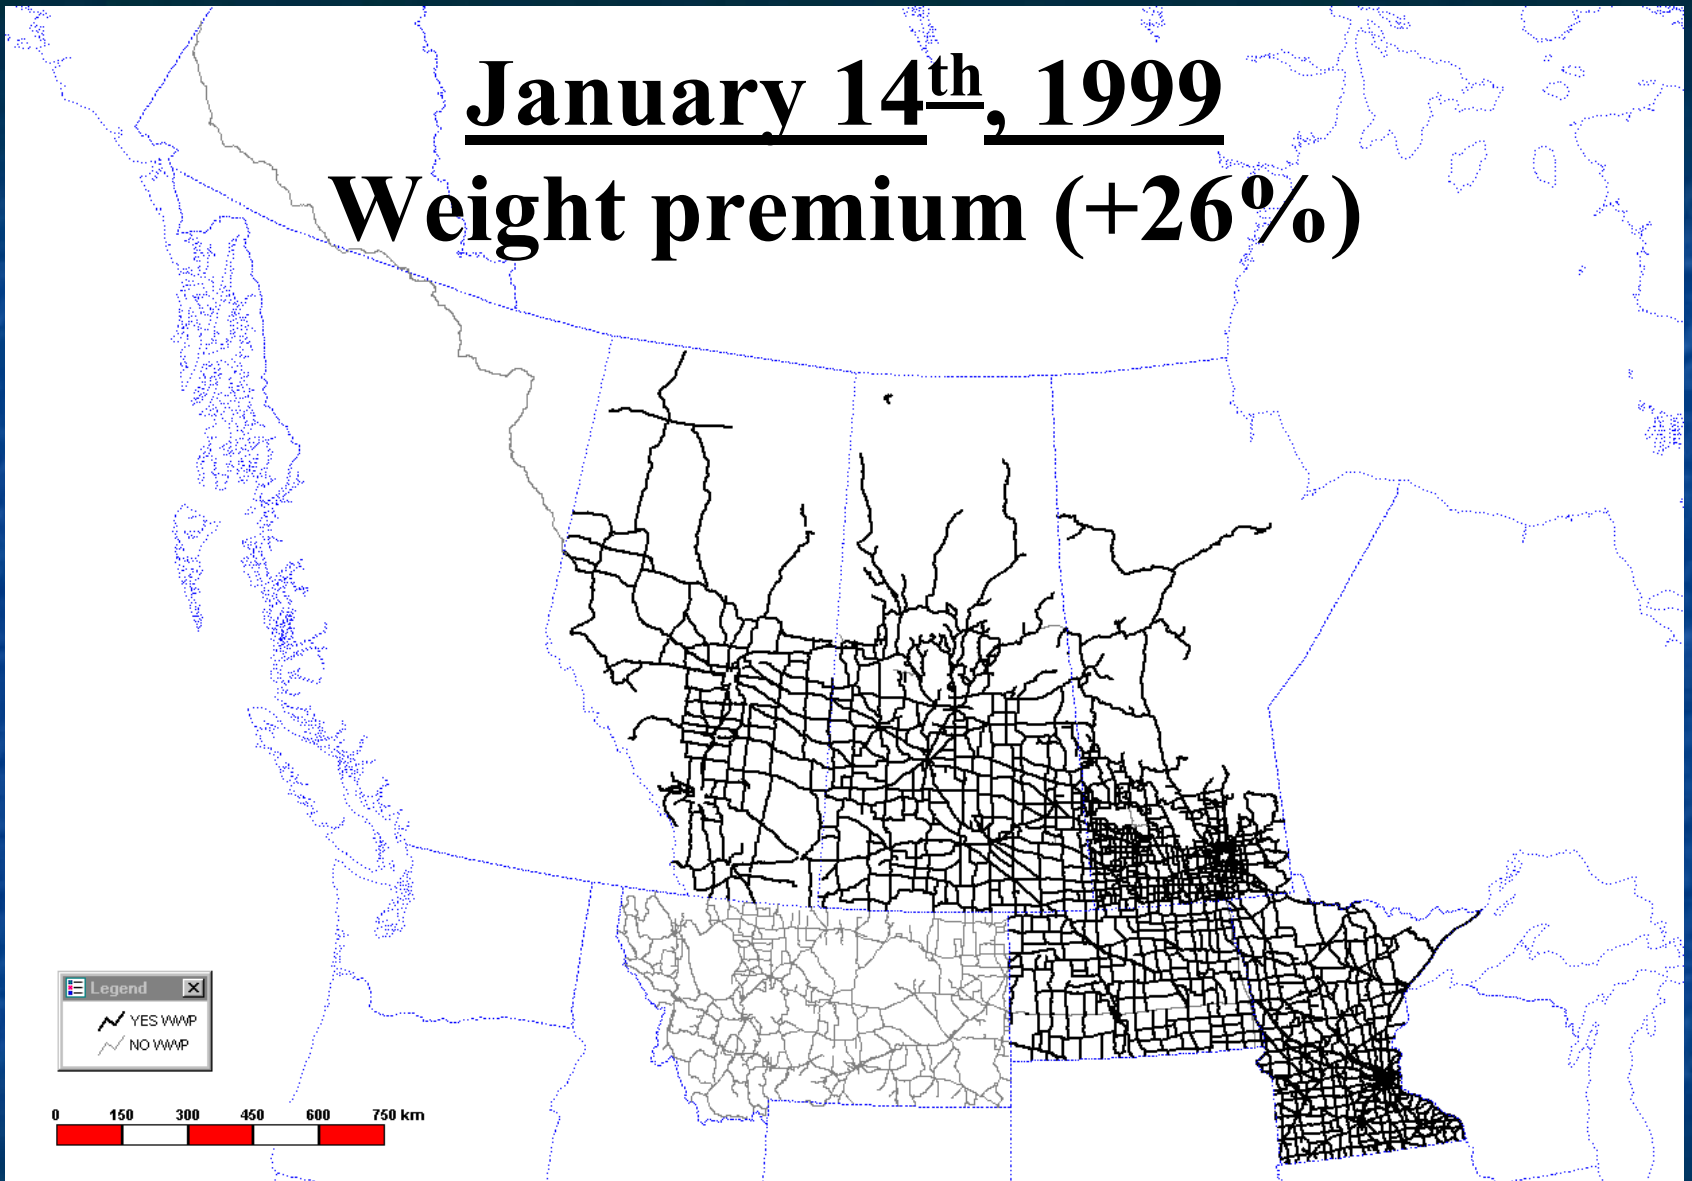 January 14th, 1999
Weight premium (+26%)
Legend
YES WWP
NO WWP
0 150 300 450 600 750 km